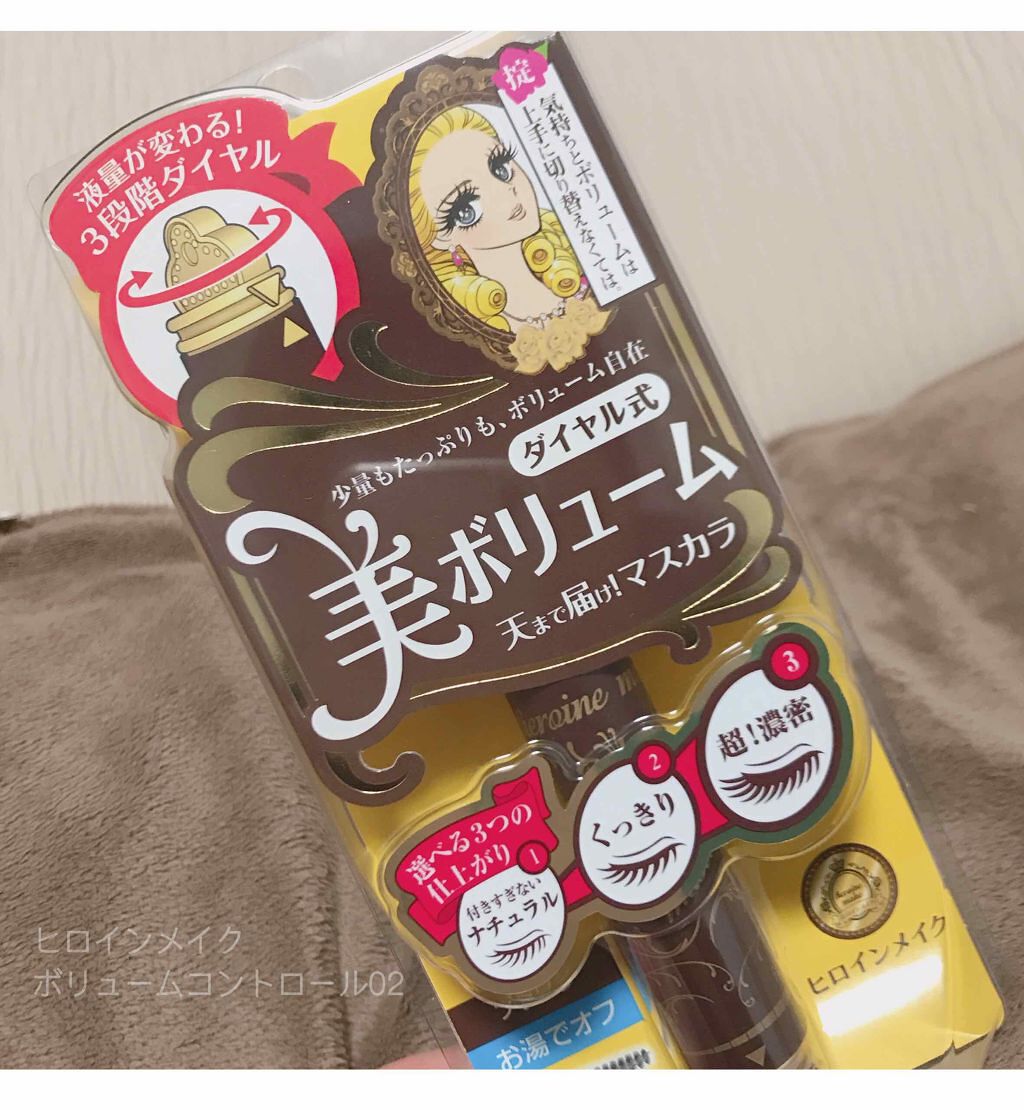 液量が変わる!
3段階ダイヤル
掟
気持ちとボリュームは
上手に切り替えなくては。
少量もたっぷりも、ボリューム自在
ダイヤル式
美ボリューム
天まで届け!マスカラ
eroine m
選べる3つの
仕上がり
1
付きすぎない
ナチュラル
2
くっきり
3
超!濃密
ヒロインメイク
お湯でオフ
ヒロインメイク
ボリュームコントロール02